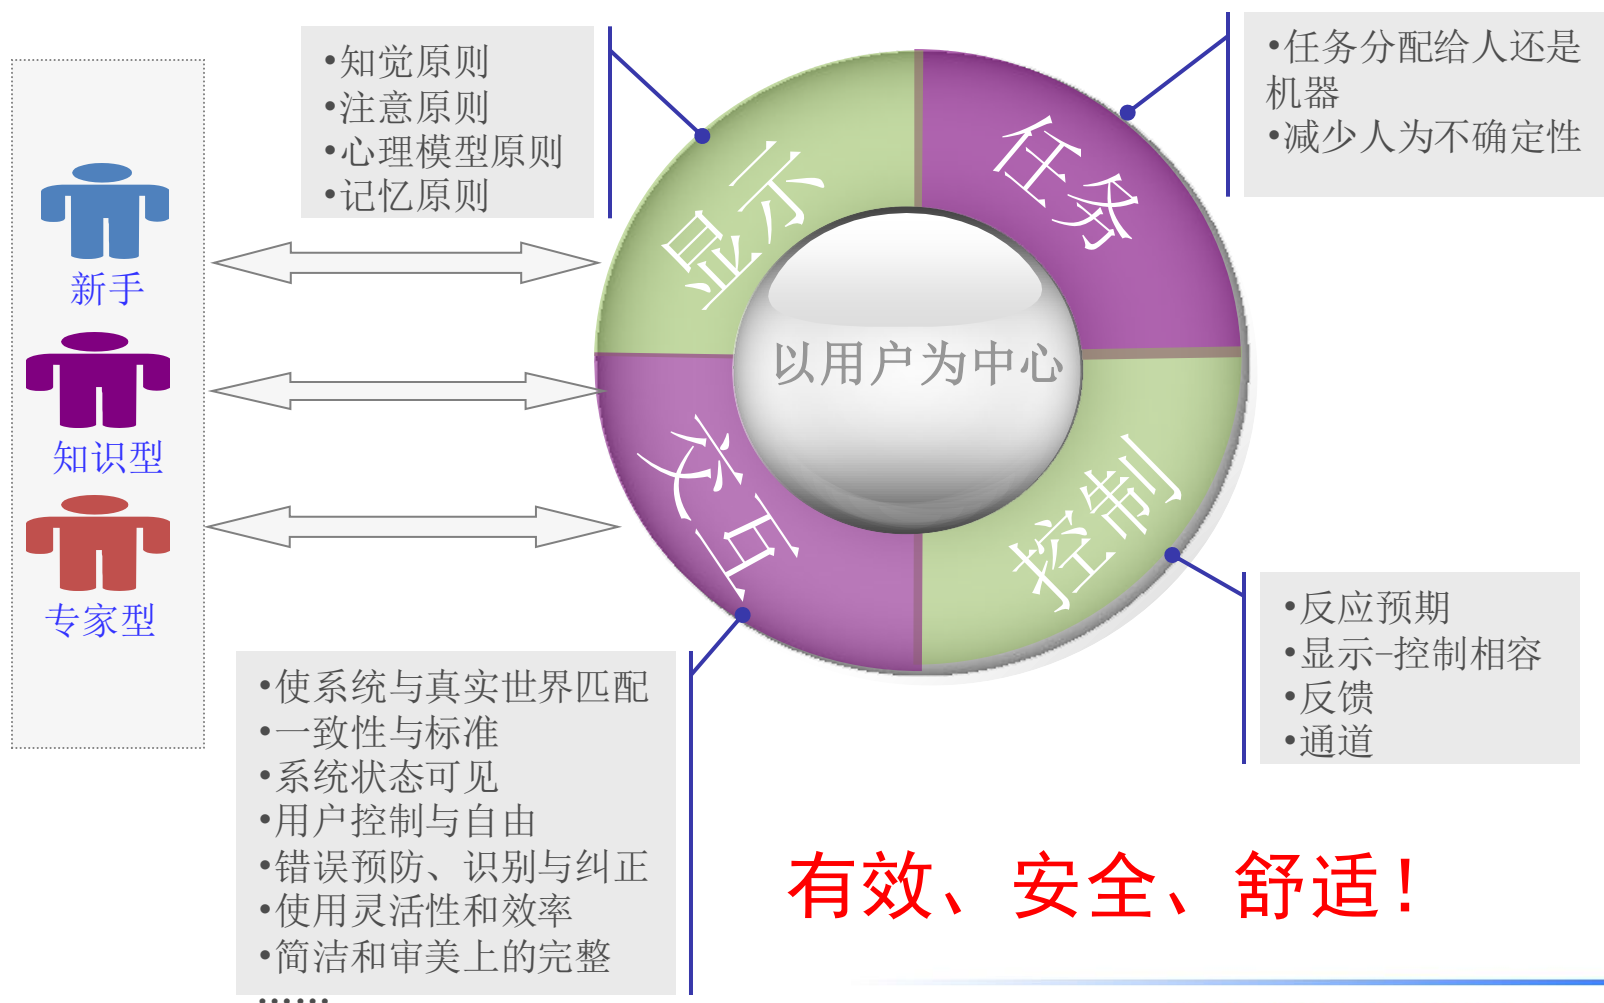 •知觉原则
•注意原则
•心理模型原则
•记忆原则
•任务分配给人还是
机器
•减少人为不确定性
新手
知识型
专家型
显示
任务
以用户为中心
交互
控制
•反应预期
•显示-控制相容
•反馈
•通道
•使系统与真实世界匹配
•一致性与标准
•系统状态可见
•用户控制与自由
•错误预防、识别与纠正
•使用灵活性和效率
•简洁和审美上的完整
……
有效、安全、舒适！